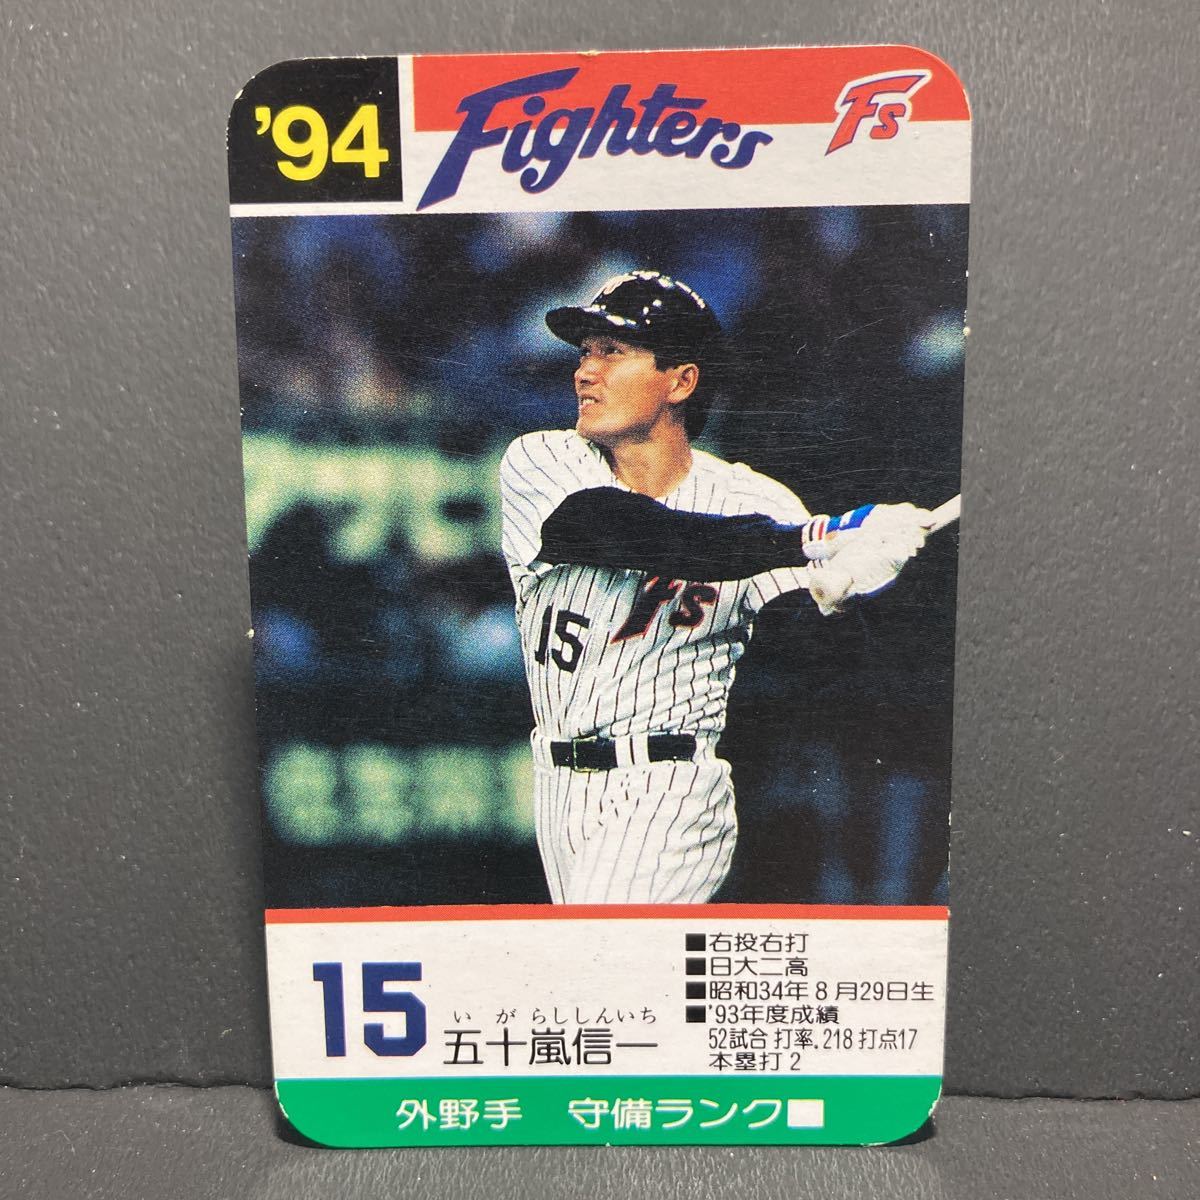 '94
Fighters
Fs
Fs
15
15
いがらししんいち
五十嵐信一
■右投右打
■日大二高
■昭和34年8月29日生
■'93年度成績
52試合 打率.218 打点17
本塁打2
外野手 守備ランク■